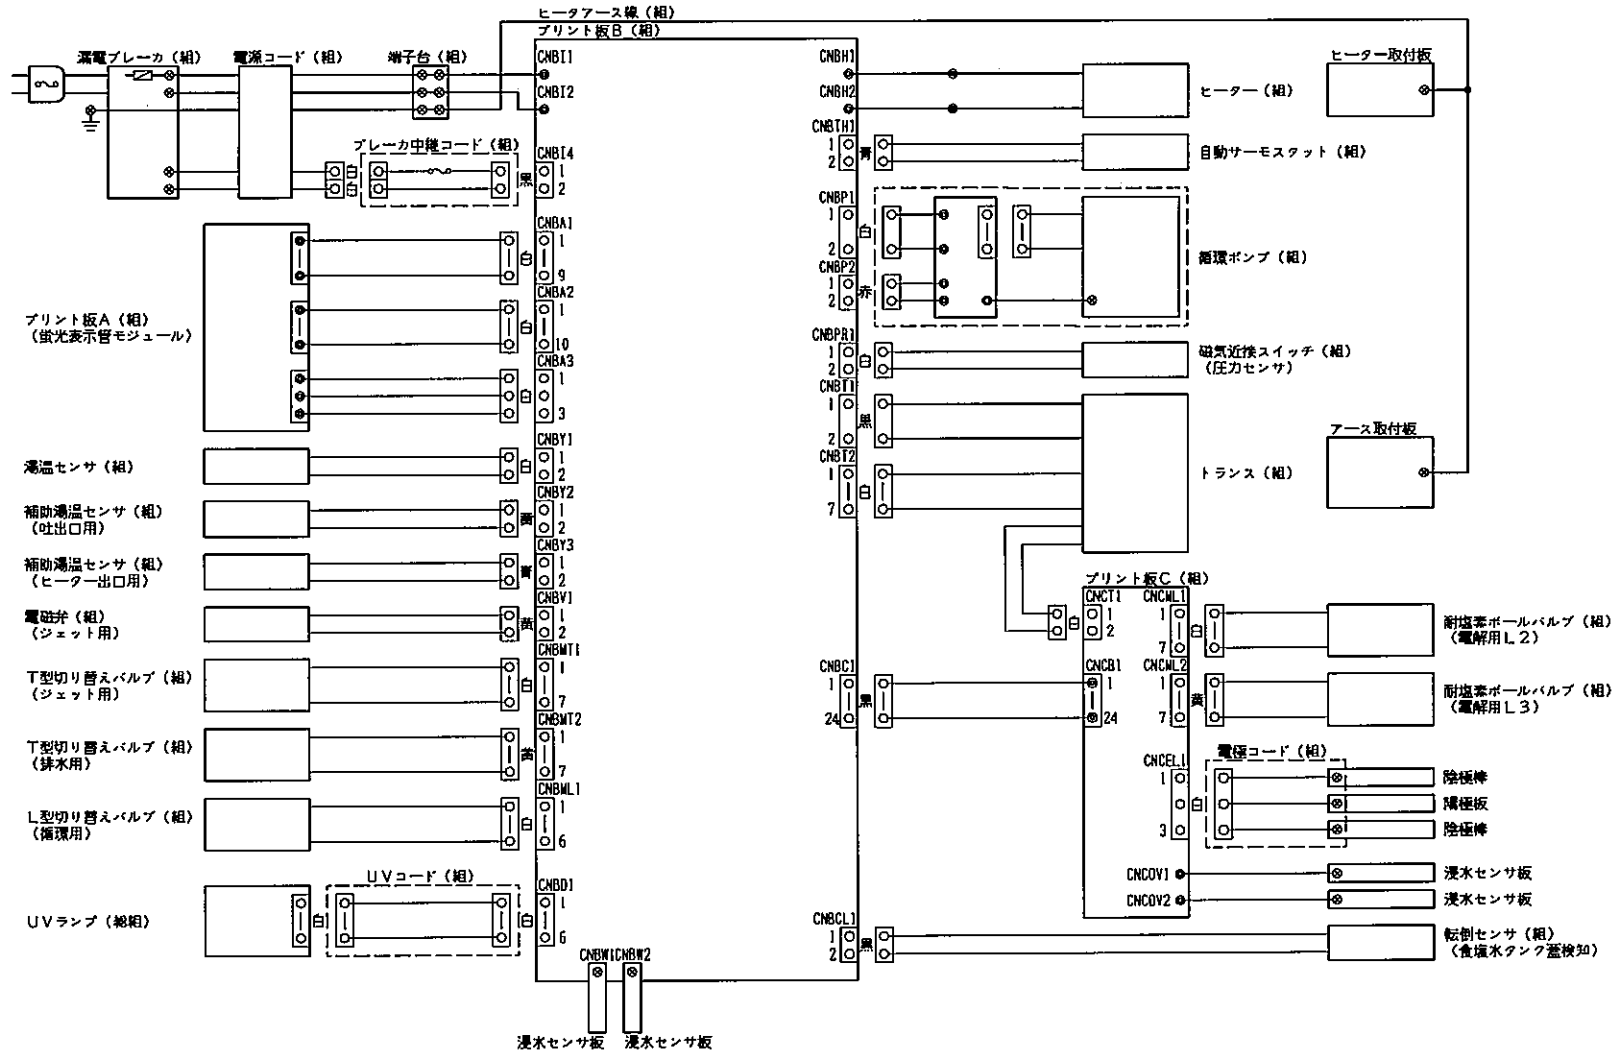 ヒータアース線（組）
プリント板B（組）
漏電ブレーカ（組）
電源コード（組）
端子台（組）
CNBI1
CNBI2
ブレーカ中継コード（組）
CNBI4
白
白
黒
1
2
プリント板A（組）
（蛍光表示管モジュール）
CNBA1
白
1
9
CNBA2
白
1
10
CNBA3
白
1
3
湯温センサ（組）
CNBY1
白
1
2
補助湯温センサ（組）
（吐出口用）
CNBY2
黄
1
2
補助湯温センサ（組）
（ヒーター出口用）
CNBY3
青
1
2
電磁弁（組）
（ジェット用）
CNBV1
黄
1
2
T型切り替えバルブ（組）
（ジェット用）
CNBMT1
白
1
7
T型切り替えバルブ（組）
（排水用）
CNBMT2
黄
1
7
L型切り替えバルブ（組）
（循環用）
CNBML1
白
1
6
UVランプ（総組）
白
UVコード（組）
白
CNBD1
1
6
CNBW1
CNBW2
浸水センサ板
浸水センサ板
CNBH1
CNBH2
ヒーター（組）
CNBTH1
1
2
青
自動サーモスタット（組）
CNBP1
1
2
白
CNBP2
1
2
赤
循環ポンプ（組）
CNBPR1
1
2
白
磁気近接スイッチ（組）
（圧力センサ）
CNBT1
1
2
黒
CNBT2
1
7
白
トランス（組）
ヒーター取付板
アース取付板
プリント板C（組）
CNCT1
白
1
2
CNCML1
1
7
白
耐塩素ボールバルブ（組）
（電解用L2）
CNBC1
1
24
黒
CNCB1
1
24
CNCML2
1
7
黄
耐塩素ボールバルブ（組）
（電解用L3）
CNCEL1
1
3
白
電極コード（組）
陰極棒
陽極板
陰極棒
CNCOV1
浸水センサ板
CNCOV2
浸水センサ板
CNBCL1
1
2
黒
転倒センサ（組）
（食塩水タンク蓋検知）